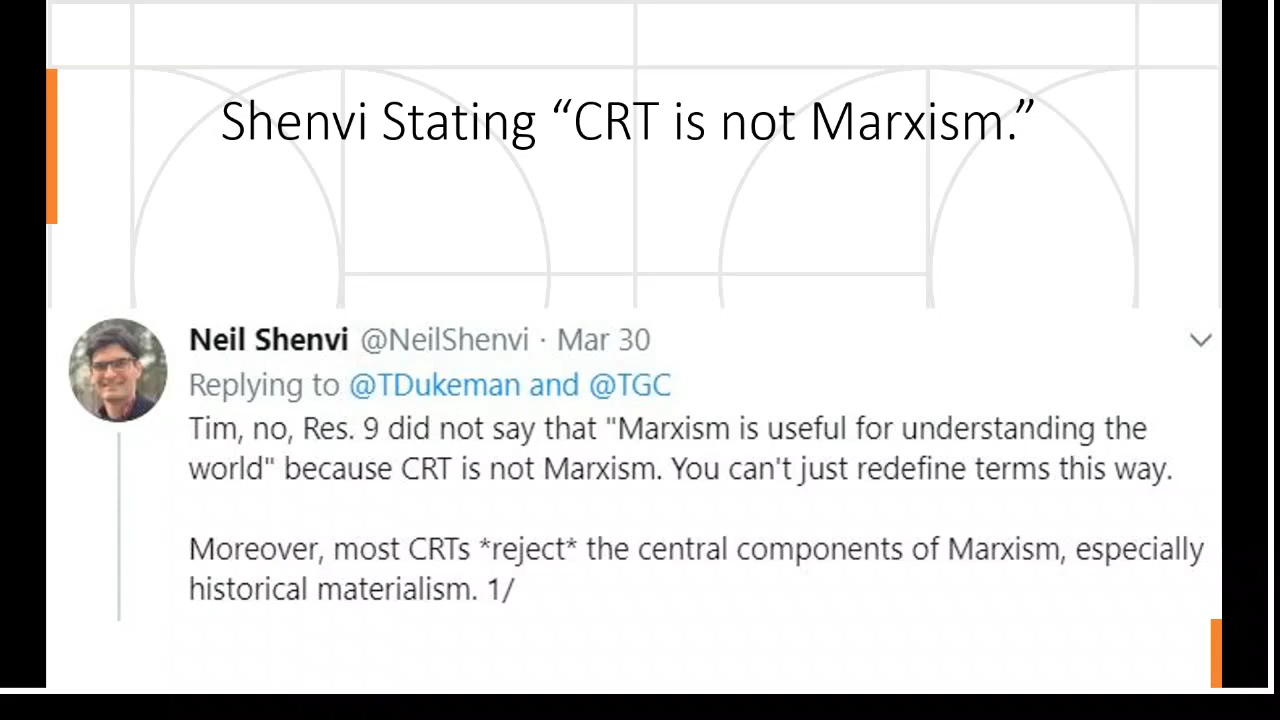 Shenvi Stating “CRT is not Marxism.”
Neil Shenvi @NeilShenvi · Mar 30
Replying to @TDukeman and @TGC
Tim, no, Res. 9 did not say that "Marxism is useful for understanding the
world" because CRT is not Marxism. You can't just redefine terms this way.
Moreover, most CRTs *reject* the central components of Marxism, especially
historical materialism. 1/